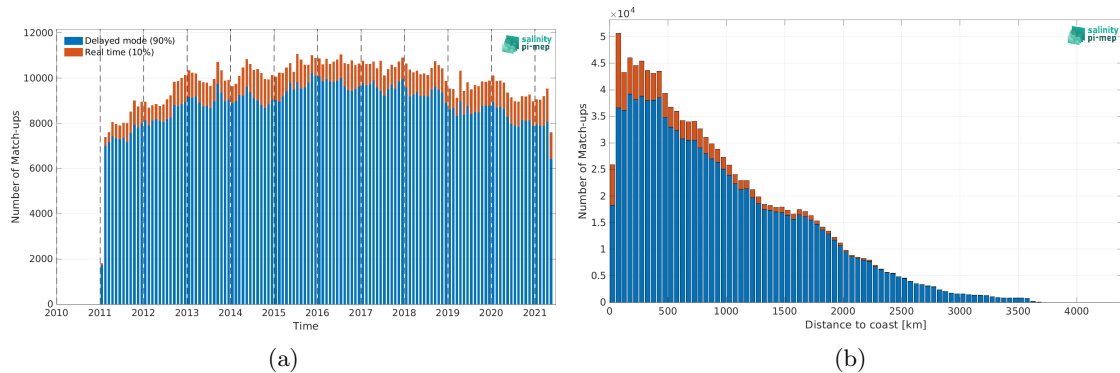 12000
10000
8000
6000
4000
2000
0
Number of Match-ups
Delayed mode (90%)
Real time (10%)
salinity
pi-mep
2010 2011 2012 2013 2014 2015 2016 2017 2018 2019 2020 2021
Time
(a)
×10⁴
5
4.5
4
3.5
3
2.5
2
1.5
1
0.5
0
Number of Match-ups
salinity
pi-mep
0 500 1000 1500 2000 2500 3000 3500 4000
Distance to coast [km]
(b)